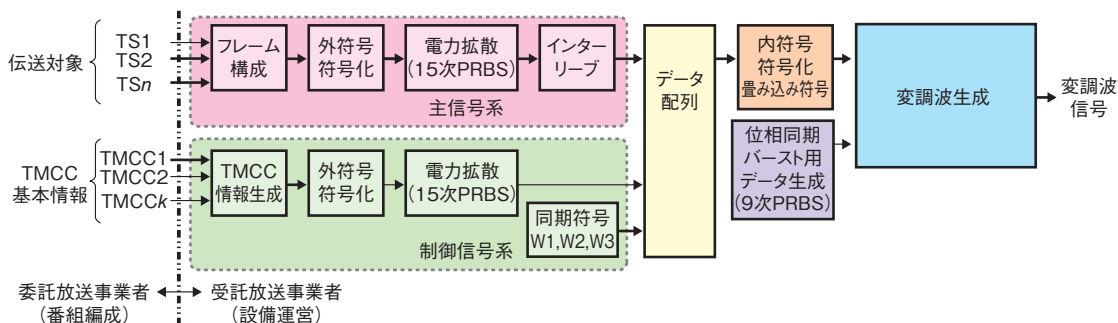 伝送対象
TS1
TS2
TSn
フレーム
構成
外符号
符号化
電力拡散
(15次PRBS)
インター
リーブ
主信号系
TMCC
基本情報
TMCC1
TMCC2
TMCCk
TMCC
情報生成
外符号
符号化
電力拡散
(15次PRBS)
同期符号
W1,W2,W3
制御信号系
データ
配列
内符号
符号化
畳み込み符号
位相同期
バースト用
データ生成
(9次PRBS)
変調波生成
変調波
信号
委託放送事業者
（番組編成）
受託放送事業者
（設備運営）